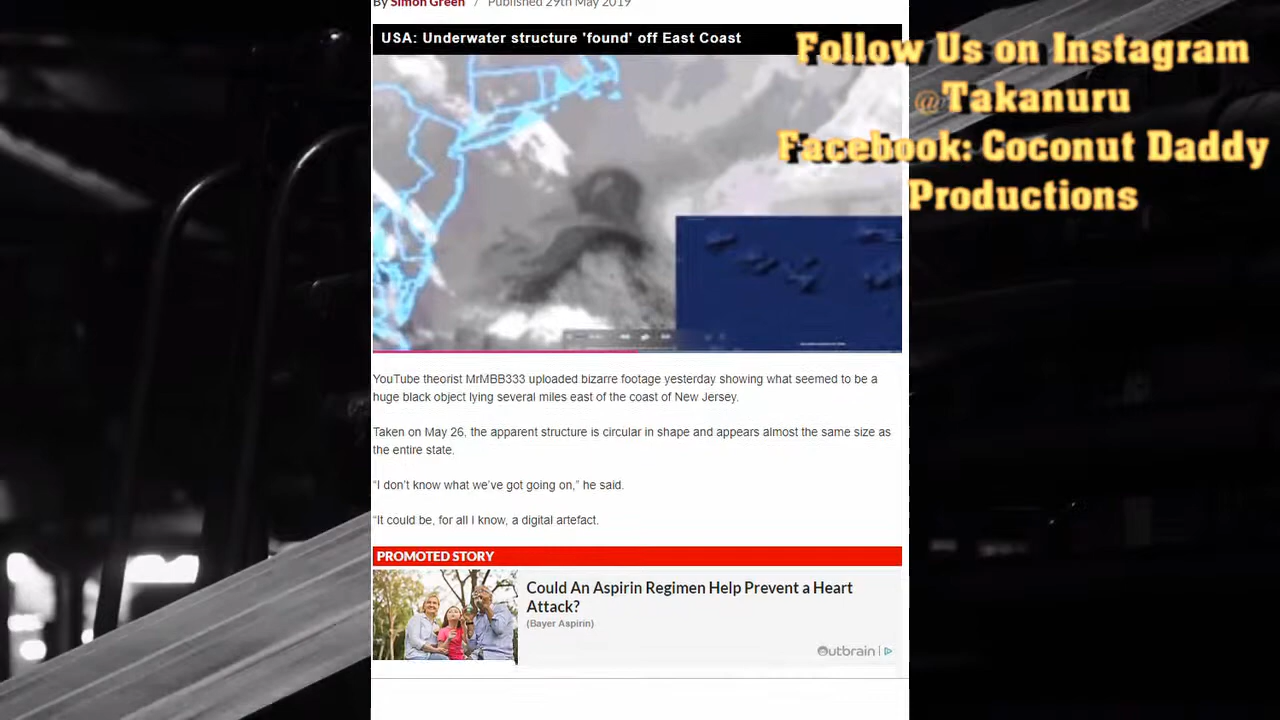 By Simon Green / Published 29th May 2019
USA: Underwater structure 'found' off East Coast
Follow Us on Instagram
@Takanuru
Facebook: Coconut Daddy
Productions
YouTube theorist MrMBB333 uploaded bizarre footage yesterday showing what seemed to be a
huge black object lying several miles east of the coast of New Jersey.
Taken on May 26, the apparent structure is circular in shape and appears almost the same size as
the entire state.
“I don’t know what we’ve got going on,” he said.
“It could be, for all I know, a digital artefact.
PROMOTED STORY
Could An Aspirin Regimen Help Prevent a Heart
Attack?
(Bayer Aspirin)
Outbrain